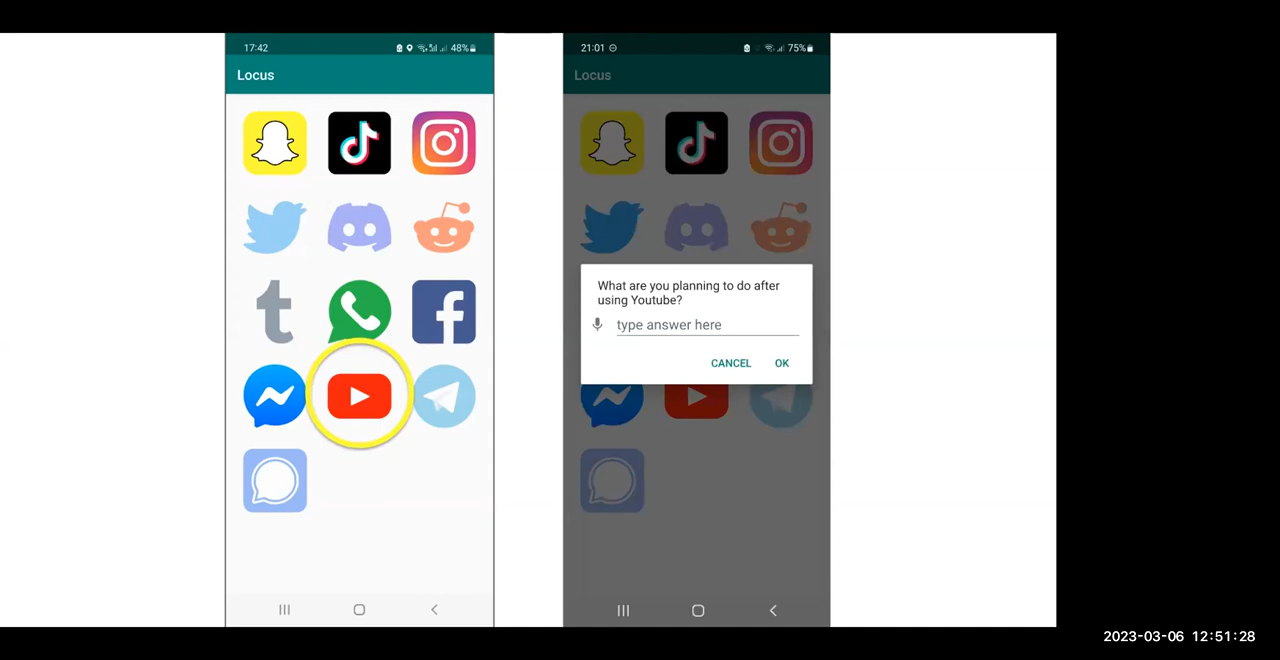 17:42
48%
Locus
21:01
75%
Locus
What are you planning to do after
using Youtube?
type answer here
CANCEL
OK
2023-03-06 12:51:28